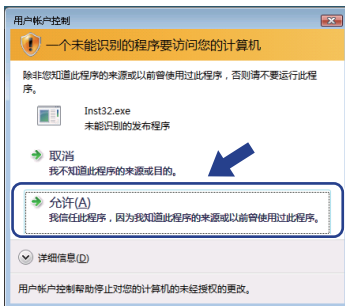 用户帐户控制
一个未能识别的程序要访问您的计算机
除非您知道此程序的来源或以前曾使用过此程序，否则请不要运行此程
序。
Inst32.exe
未能识别的发布程序
取消
我不知道此程序的来源或目的。
允许(A)
我信任此程序，因为我知道此程序的来源或以前曾使用过此程序。
详细信息(D)
用户帐户控制帮助停止对您的计算机的未经授权的更改。